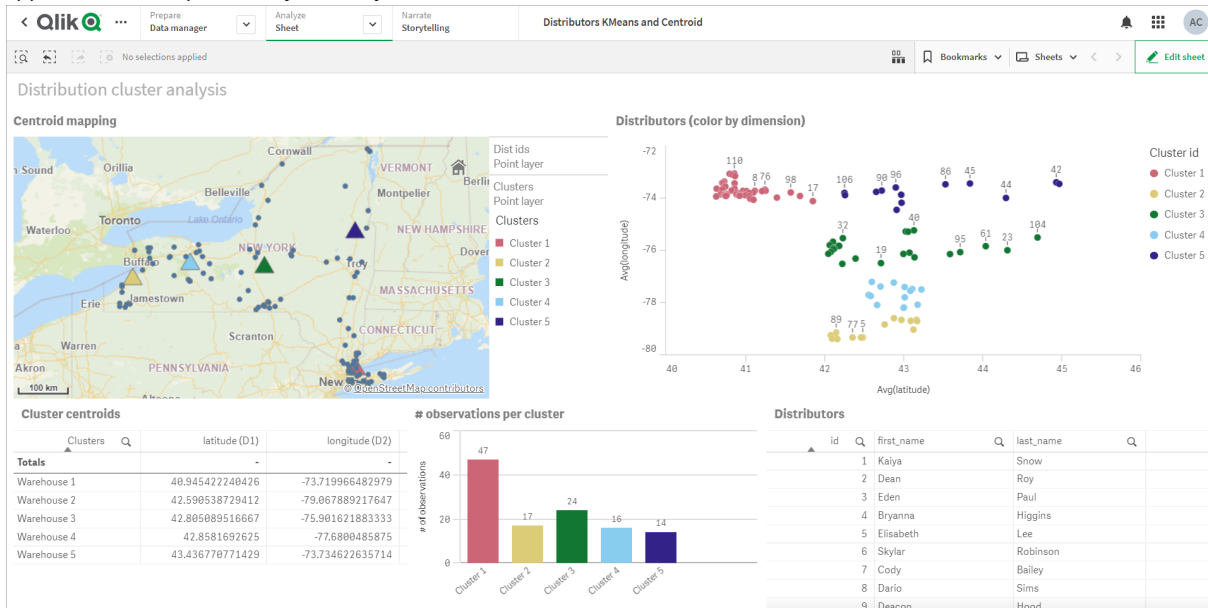 Qlik
...
Prepare
Data manager
Analyze
Sheet
Narrate
Storytelling
Distributors KMeans and Centroid
AC
No selections applied
Bookmarks
Sheets
Edit sheet
Distribution cluster analysis
Centroid mapping
Cornwall
Orillia
VERMONT
Belleville
Montpelier
Berlin
Lake Ontario
Toronto
Waterloo
NEW HAMPSHIRE
NEW YORK
Dover
Buffalo
Troy
MASSACHUSETTS
Erie
Jamestown
CONNECTICUT
Scranton
Warren
Akron
PENNSYLVANIA
New
100 km
© OpenStreetMap contributors
Dist ids
Point layer
Clusters
Point layer
Clusters
Cluster 1
Cluster 2
Cluster 3
Cluster 4
Cluster 5
Distributors (color by dimension)
-72
-74
-76
-78
-80
Avg(longitude)
110
8 76
98
17
106
90 96
86
45
44
42
32
19
40
95
61
23
104
89
77 5
40
41
42
43
44
45
46
Avg(latitude)
Cluster id
Cluster 1
Cluster 2
Cluster 3
Cluster 4
Cluster 5
Cluster centroids
Clusters latitude (D1) longitude (D2)
Totals - -
Warehouse 1 40.945422240426 -73.719966482979
Warehouse 2 42.590538729412 -79.067889217647
Warehouse 3 42.805089516667 -75.901621883333
Warehouse 4 42.8581692625 -77.6800485875
Warehouse 5 43.436770771429 -73.734622635714
# observations per cluster
60
40
20
0
# of observations
47
17
24
16
14
Cluster 1
Cluster 2
Cluster 3
Cluster 4
Cluster 5
Distributors
id first_name last_name
1 Kaiya Snow
2 Dean Roy
3 Eden Paul
4 Bryanna Higgins
5 Elisabeth Lee
6 Skylar Robinson
7 Cody Bailey
8 Dario Sims
9 Deacon Hood